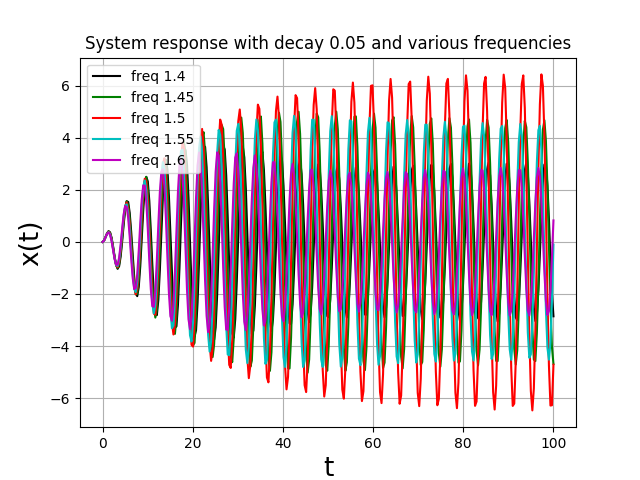 System response with decay 0.05 and various frequencies
6
4
2
0
−2
−4
−6
x(t)
freq 1.4
freq 1.45
freq 1.5
freq 1.55
freq 1.6
0 20 40 60 80 100
t